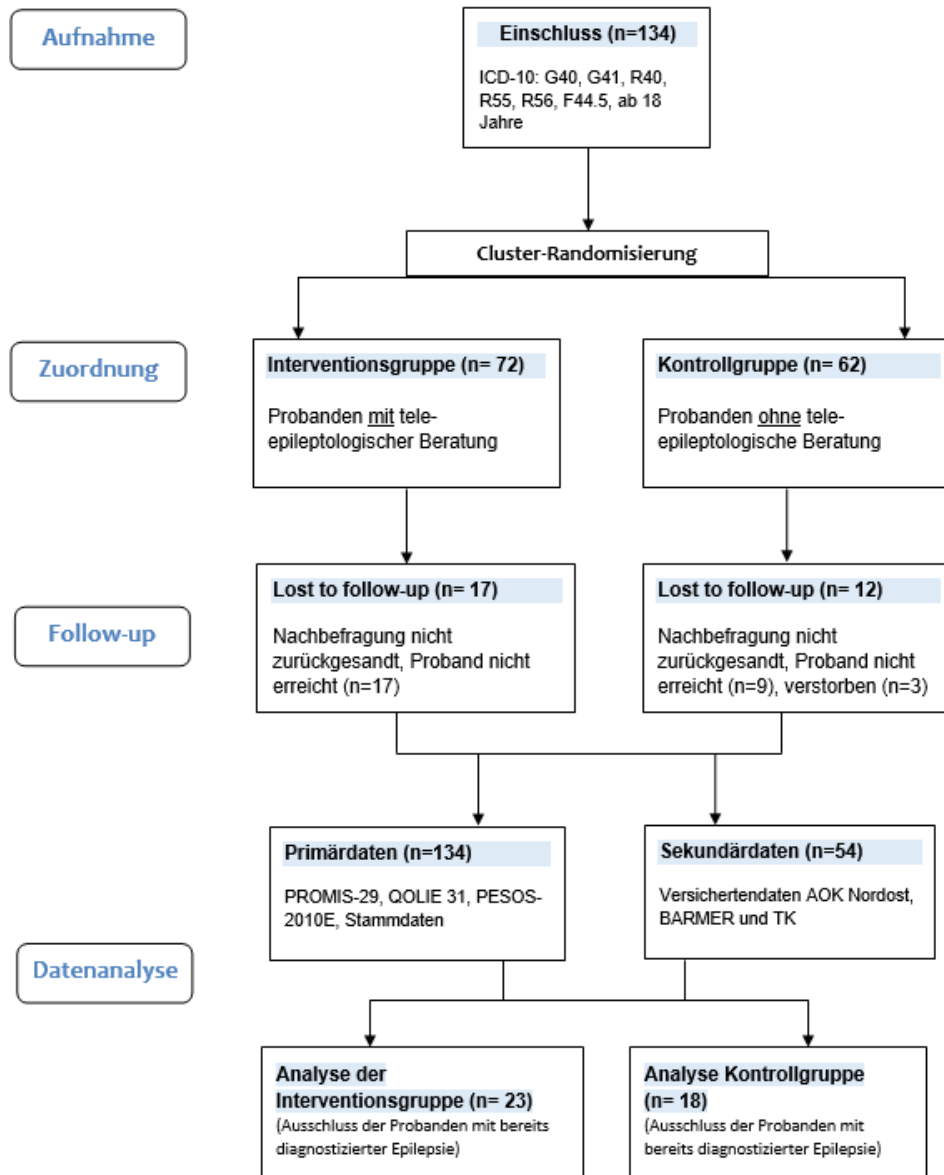 Aufnahme
Einschluss (n=134)
ICD-10: G40, G41, R40,
R55, R56, F44.5, ab 18
Jahre
Cluster-Randomisierung
Zuordnung
Interventionsgruppe (n= 72)
Probanden mit tele-
epileptologischer Beratung
Kontrollgruppe (n= 62)
Probanden ohne tele-
epileptologische Beratung
Follow-up
Lost to follow-up (n= 17)
Nachbefragung nicht
zurückgesandt, Proband nicht
erreicht (n=17)
Lost to follow-up (n= 12)
Nachbefragung nicht
zurückgesandt, Proband nicht
erreicht (n=9), verstorben (n=3)
Primärdaten (n=134)
PROMIS-29, QOLIE 31, PESOS-
2010E, Stammdaten
Sekundärdaten (n=54)
Versichertendaten AOK Nordost,
BARMER und TK
Datenanalyse
Analyse der
Interventionsgruppe (n= 23)
(Ausschluss der Probanden mit bereits
diagnostizierter Epilepsie)
Analyse Kontrollgruppe
(n= 18)
(Ausschluss der Probanden mit
bereits diagnostizierter Epilepsie)